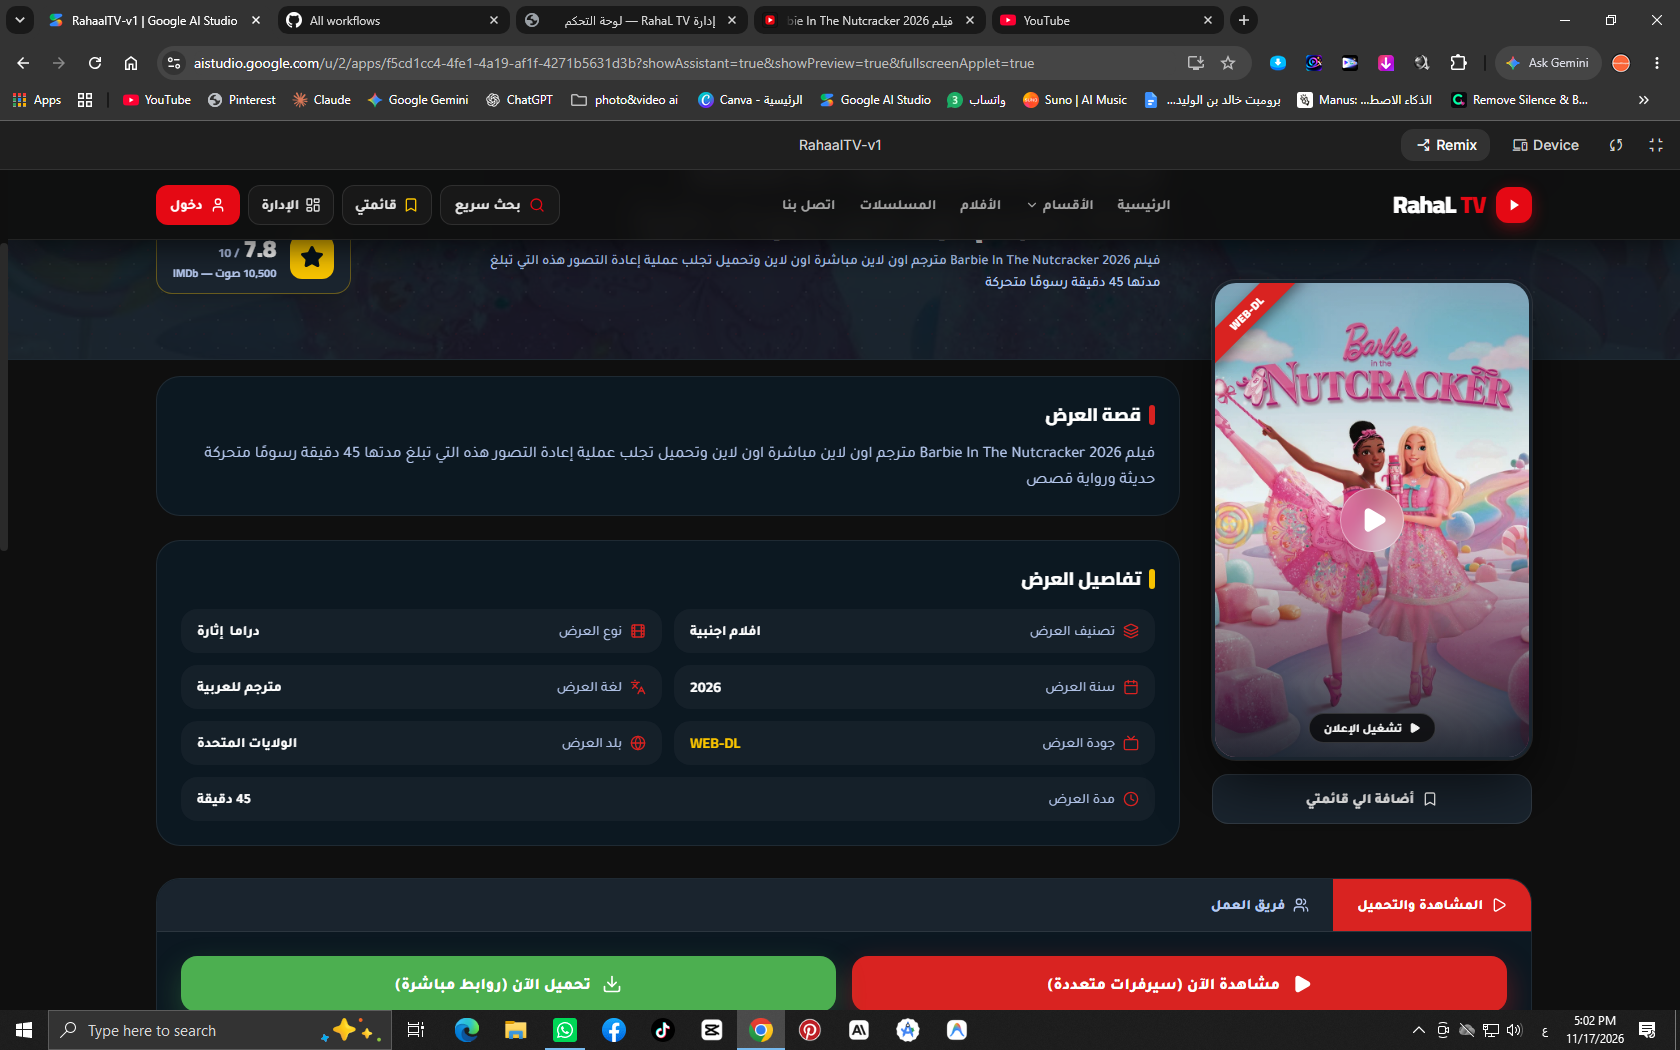 RahaalTV-v1 | Google AI Studio
All workflows
إدارة RahaL TV — لوحة التحكم
فيلم Barbie In The Nutcracker 2026
YouTube
aistudio.google.com/u/2/apps/f5cd1cc4-4fe1-4a19-af1f-4271b5631d3b?showAssistant=true&showPreview=true&fullscreenApplet=true
Ask Gemini
Apps
YouTube
Pinterest
Claude
Google Gemini
ChatGPT
photo&video ai
Canva - الرئيسية
Google AI Studio
3 واتساب
Suno | AI Music
برومبت خالد بن الوليد...
Manus: الذكاء الاصط...
Remove Silence & B...
RahaalTV-v1
Remix
Device
RahaL TV
الرئيسية
الأقسام
الأفلام
المسلسلات
اتصل بنا
بحث سريع
قائمتي
الإدارة
دخول
7.8 / 10
10,500 صوت — IMDb
فيلم Barbie In The Nutcracker 2026 مترجم اون لاين مباشرة اون لاين وتحميل تجلب عملية إعادة التصور هذه التي تبلغ
مدتها 45 دقيقة رسومًا متحركة
WEB-DL
Barbie
in the
NUTCRACKER
تشغيل الإعلان
أضافة الي قائمتي
قصة العرض
فيلم Barbie In The Nutcracker 2026 مترجم اون لاين مباشرة اون لاين وتحميل تجلب عملية إعادة التصور هذه التي تبلغ مدتها 45 دقيقة رسومًا متحركة
حديثة ورواية قصص
تفاصيل العرض
تصنيف العرض افلام اجنبية
نوع العرض دراما إثارة
سنة العرض 2026
لغة العرض مترجم للعربية
جودة العرض WEB-DL
بلد العرض الولايات المتحدة
مدة العرض 45 دقيقة
المشاهدة والتحميل
فريق العمل
مشاهدة الآن (سيرفرات متعددة)
تحميل الآن (روابط مباشرة)
Type here to search
ع
5:02 PM
11/17/2026